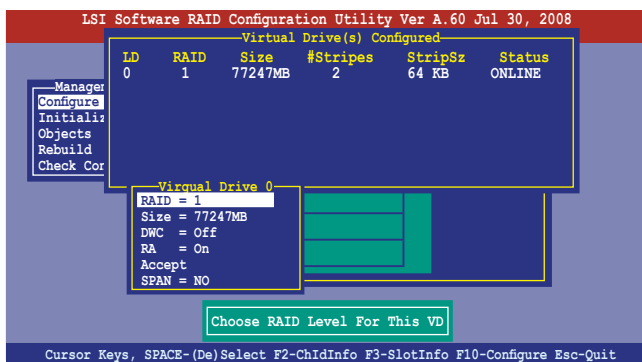 LSI Software RAID Configuration Utility Ver A.60 Jul 30, 2008
Virtual Drive(s) Configured
LD RAID Size #Stripes StripSz Status
0 1 77247MB 2 64 KB ONLINE
Manager
Configure
Initializ
Objects
Rebuild
Check Con
Virqual Drive 0
RAID = 1
Size = 77247MB
DWC = Off
RA = On
Accept
SPAN = NO
Choose RAID Level For This VD
Cursor Keys, SPACE-(De)Select F2-ChIdInfo F3-SlotInfo F10-Configure Esc-Quit